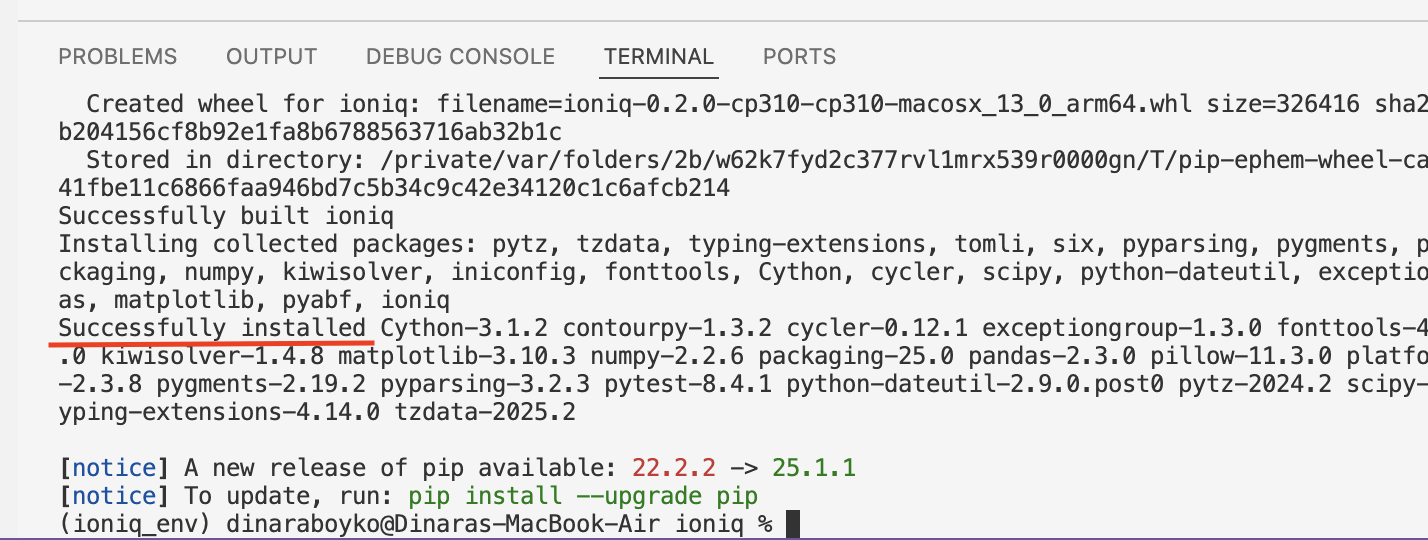 PROBLEMS OUTPUT DEBUG CONSOLE TERMINAL PORTS
Created wheel for ioniq: filename=ioniq-0.2.0-cp310-cp310-macosx_13_0_arm64.whl size=326416 sha2
b204156cf8b92e1fa8b6788563716ab32b1c
Stored in directory: /private/var/folders/2b/w62k7fyd2c377rvl1mrx539r0000gn/T/pip-ephem-wheel-ca
41fbe11c6866faa946bd7c5b34c9c42e34120c1c6afcb214
Successfully built ioniq
Installing collected packages: pytz, tzdata, typing-extensions, tomli, six, pyparsing, pygments, p
ckaging, numpy, kiwisolver, iniconfig, fonttools, Cython, cycler, scipy, python-dateutil, exceptio
as, matplotlib, pyabf, ioniq
Successfully installed Cython-3.1.2 contourpy-1.3.2 cycler-0.12.1 exceptiongroup-1.3.0 fonttools-4
.0 kiwisolver-1.4.8 matplotlib-3.10.3 numpy-2.2.6 packaging-25.0 pandas-2.3.0 pillow-11.3.0 platfo
-2.3.8 pygments-2.19.2 pyparsing-3.2.3 pytest-8.4.1 python-dateutil-2.9.0.post0 pytz-2024.2 scipy-
yping-extensions-4.14.0 tzdata-2025.2
[notice] A new release of pip available: 22.2.2 -> 25.1.1
[notice] To update, run: pip install --upgrade pip
(ioniq_env) dinaraboyko@Dinaras-MacBook-Air ioniq %